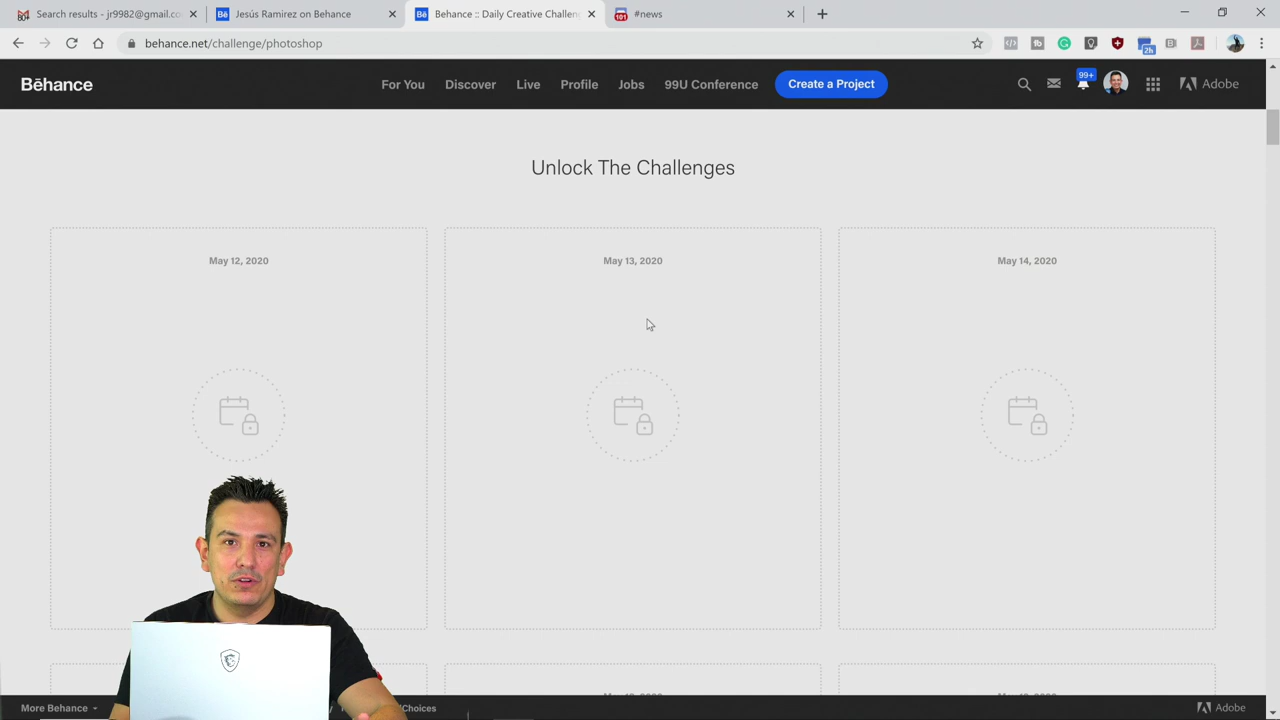 Search results - jr9982@gmail.co
Jesús Ramirez on Behance
Behance :: Daily Creative Challen
#news
behance.net/challenge/photoshop
Bēhance
For You
Discover
Live
Profile
Jobs
99U Conference
Create a Project
99+
Adobe
Unlock The Challenges
May 12, 2020
May 13, 2020
May 14, 2020
More Behance
Choices
Adobe